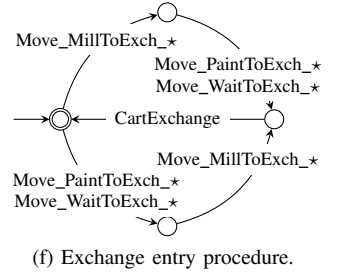 Move_MillToExch_⋆
Move_PaintToExch_⋆
Move_WaitToExch_⋆
CartExchange
Move_MillToExch_⋆
Move_PaintToExch_⋆
Move_WaitToExch_⋆
(f) Exchange entry procedure.